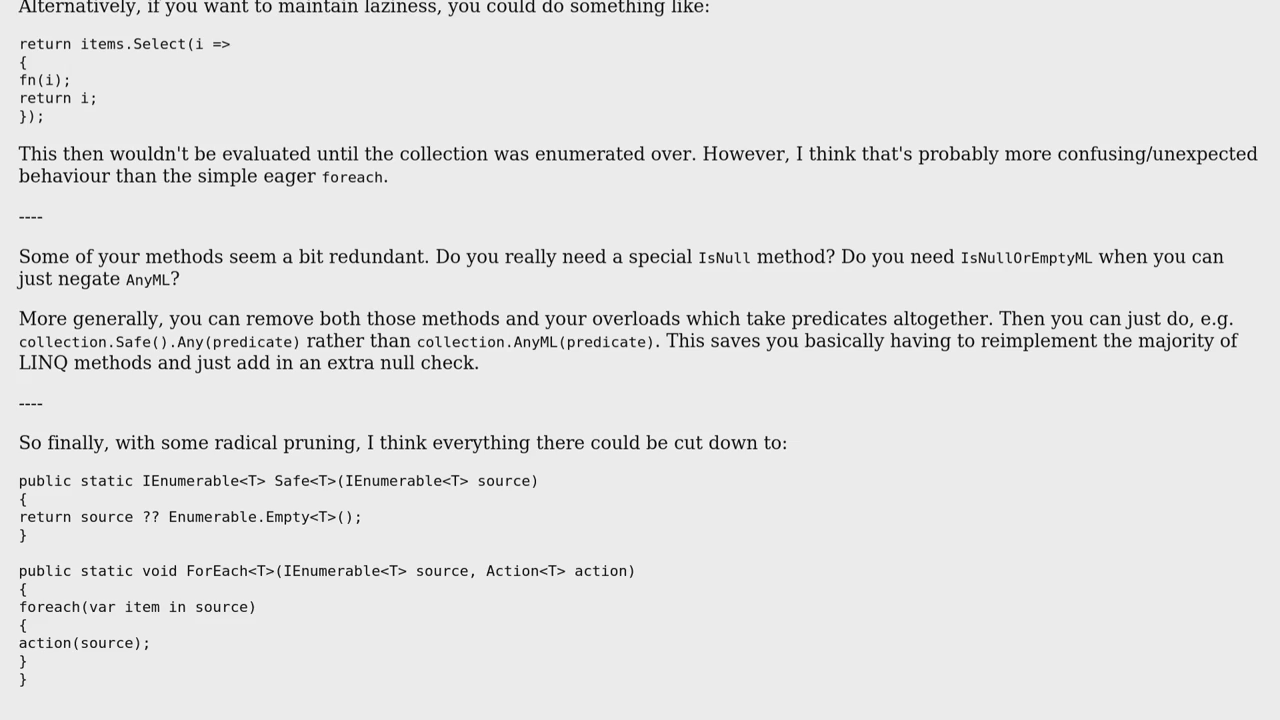 Alternatively, if you want to maintain laziness, you could do something like:
return items.Select(i =>
{
fn(i);
return i;
});
This then wouldn't be evaluated until the collection was enumerated over. However, I think that's probably more confusing/unexpected
behaviour than the simple eager foreach.
----
Some of your methods seem a bit redundant. Do you really need a special IsNull method? Do you need IsNullOrEmptyML when you can
just negate AnyML?
More generally, you can remove both those methods and your overloads which take predicates altogether. Then you can just do, e.g.
collection.Safe().Any(predicate) rather than collection.AnyML(predicate). This saves you basically having to reimplement the majority of
LINQ methods and just add in an extra null check.
----
So finally, with some radical pruning, I think everything there could be cut down to:
public static IEnumerable<T> Safe<T>(IEnumerable<T> source)
{
return source ?? Enumerable.Empty<T>();
}
public static void ForEach<T>(IEnumerable<T> source, Action<T> action)
{
foreach(var item in source)
{
action(source);
}
}